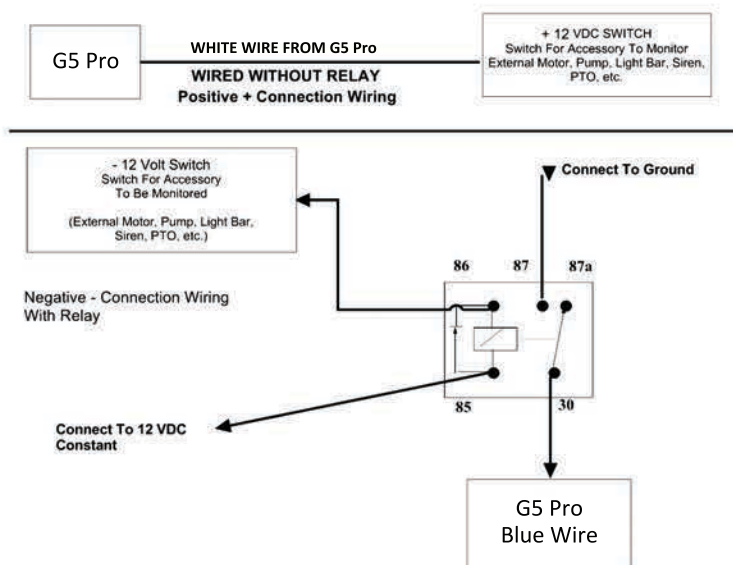 G5 Pro
WHITE WIRE FROM G5 Pro
WIRED WITHOUT RELAY
Positive + Connection Wiring
+ 12 VDC SWITCH
Switch For Accessory To Monitor
External Motor, Pump, Light Bar, Siren,
PTO, etc.
- 12 Volt Switch
Switch For Accessory
To Be Monitored
(External Motor, Pump, Light Bar,
Siren, PTO, etc.)
Connect To Ground
86 87 87a
Negative - Connection Wiring
With Relay
85 30
Connect To 12 VDC
Constant
G5 Pro
Blue Wire